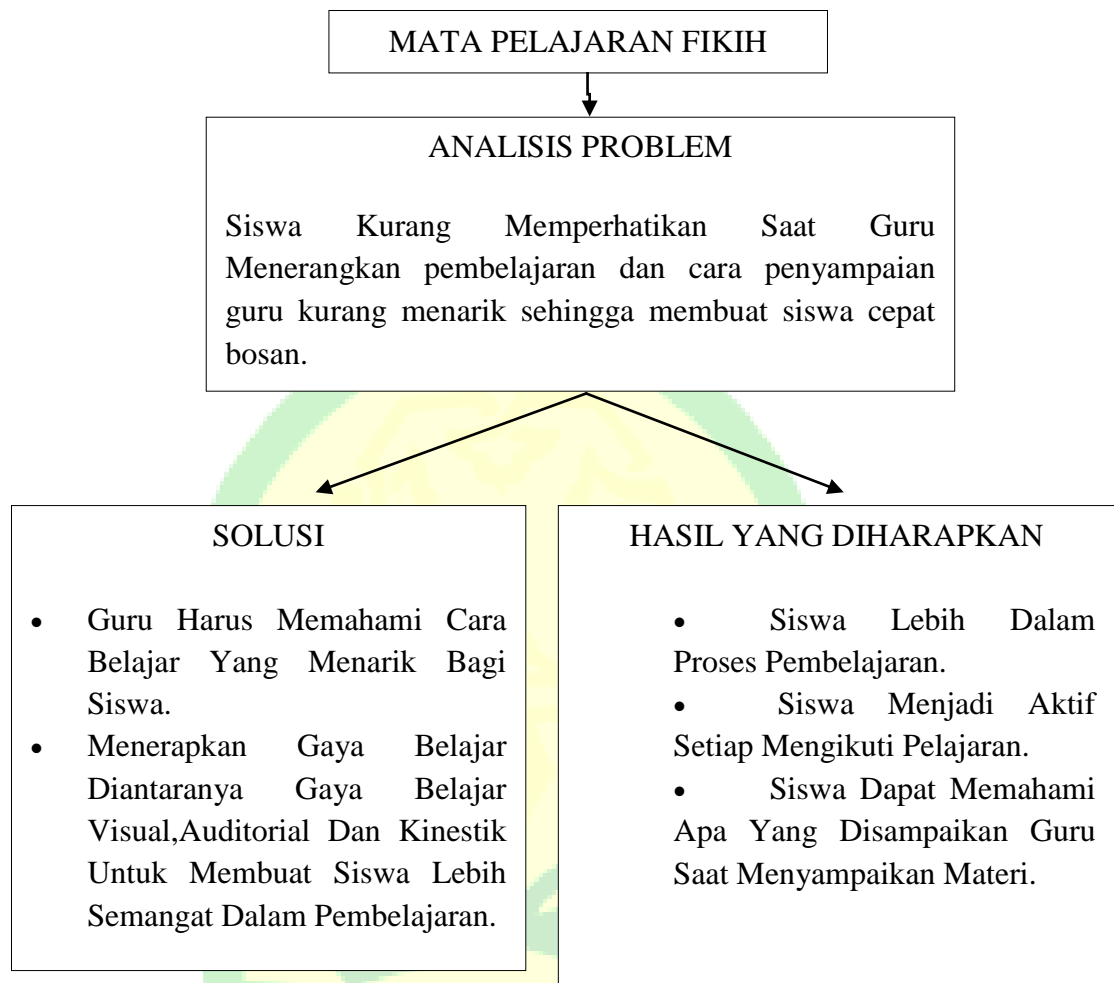 MATA PELAJARAN FIKIH
ANALISIS PROBLEM
Siswa Kurang Memperhatikan Saat Guru
Menerangkan pembelajaran dan cara penyampaian
guru kurang menarik sehingga membuat siswa cepat
bosan.
SOLUSI
• Guru Harus Memahami Cara
Belajar Yang Menarik Bagi
Siswa.
• Menerapkan Gaya Belajar
Diantaranya Gaya Belajar
Visual,Auditorial Dan Kinestik
Untuk Membuat Siswa Lebih
Semangat Dalam Pembelajaran.
HASIL YANG DIHARAPKAN
• Siswa Lebih Dalam
Proses Pembelajaran.
• Siswa Menjadi Aktif
Setiap Mengikuti Pelajaran.
• Siswa Dapat Memahami
Apa Yang Disampaikan Guru
Saat Menyampaikan Materi.